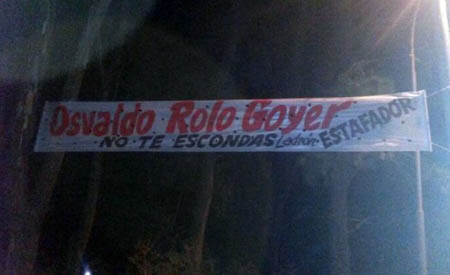 Osvaldo Rolo Goyer
NO TE ESCONDAS Ladrón ESTAFADOR